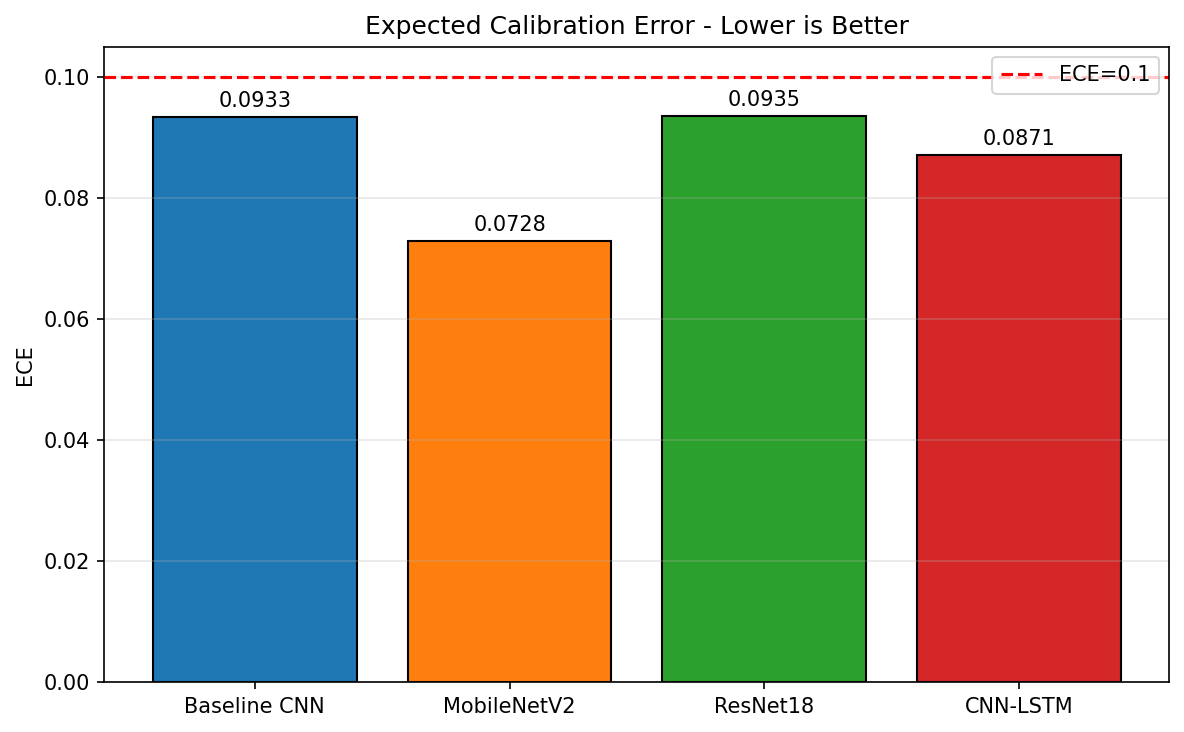 Expected Calibration Error - Lower is Better
ECE=0.1
0.10
0.08
0.06
0.04
0.02
0.00
ECE
0.0933
0.0728
0.0935
0.0871
Baseline CNN
MobileNetV2
ResNet18
CNN-LSTM